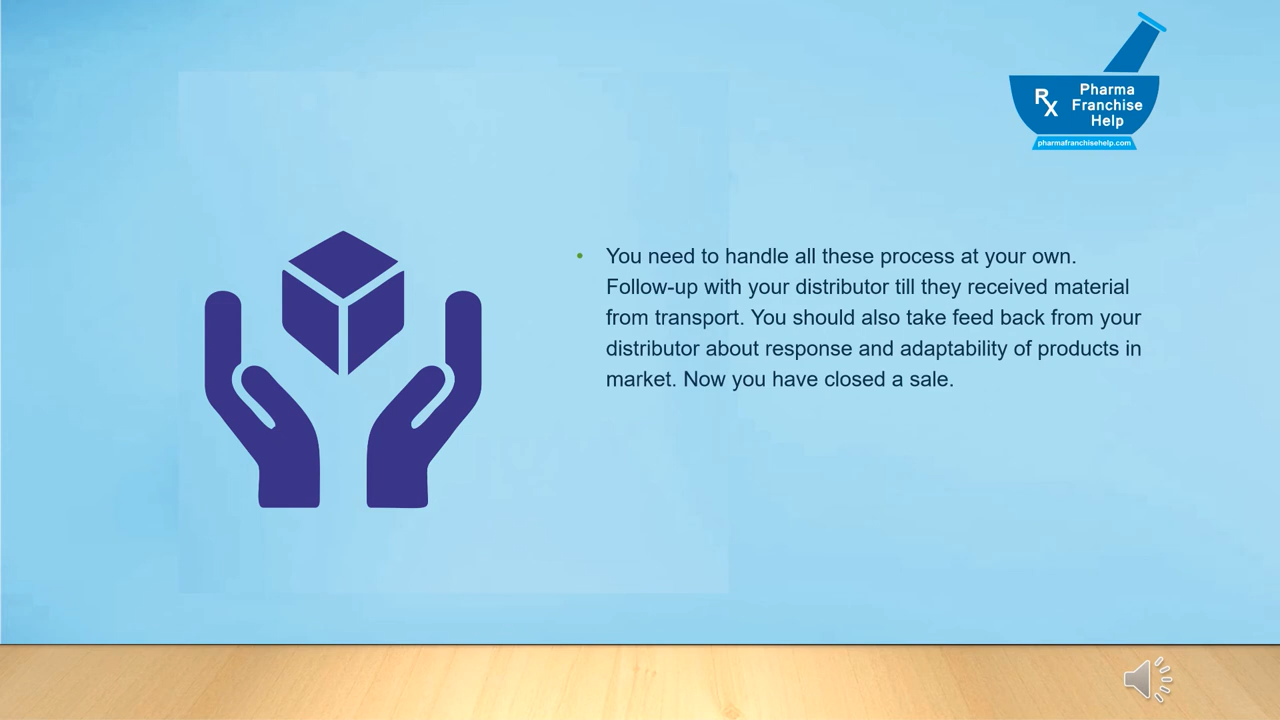 Rx
Pharma
Franchise
Help
pharmafranchisehelp.com
• You need to handle all these process at your own.
Follow-up with your distributor till they received material
from transport. You should also take feed back from your
distributor about response and adaptability of products in
market. Now you have closed a sale.